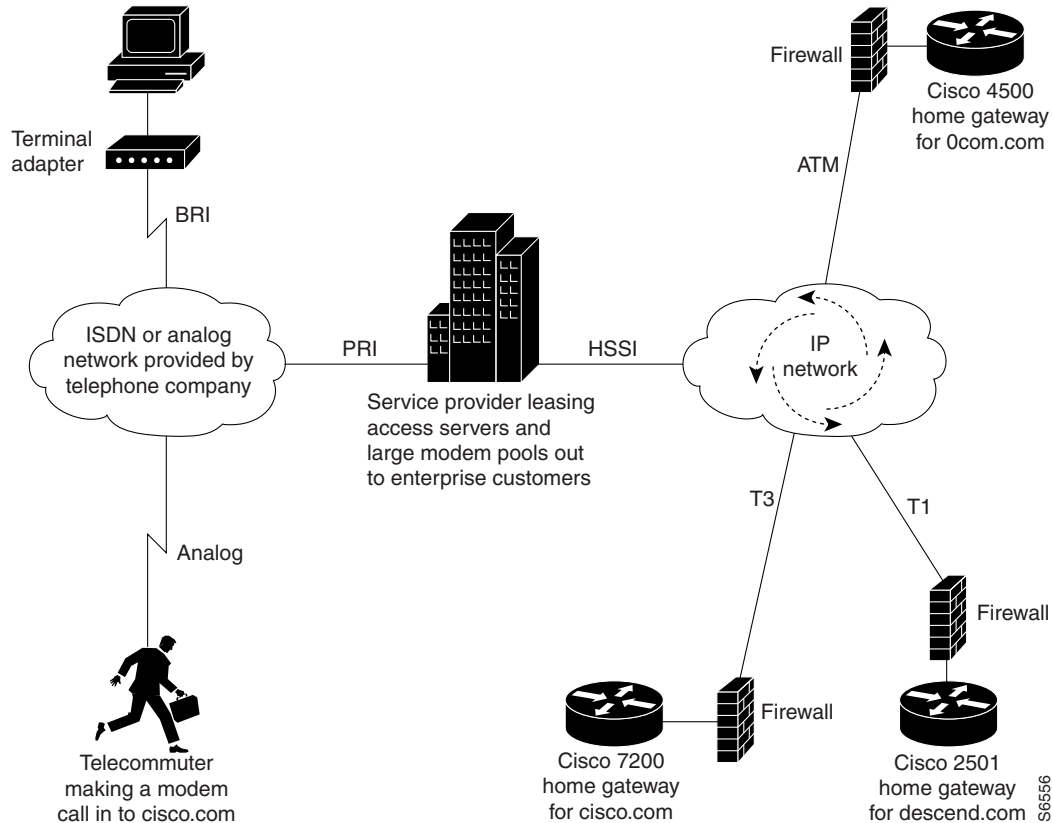 Firewall
Cisco 4500
home gateway
for 0com.com
Terminal
adapter
ATM
BRI
ISDN or analog
network provided by
telephone company
PRI
HSSI
IP
network
Service provider leasing
access servers and
large modem pools out
to enterprise customers
T3
T1
Analog
Firewall
Firewall
Telecommuter
making a modem
call in to cisco.com
Cisco 7200
home gateway
for cisco.com
Cisco 2501
home gateway
for descend.com
S6556